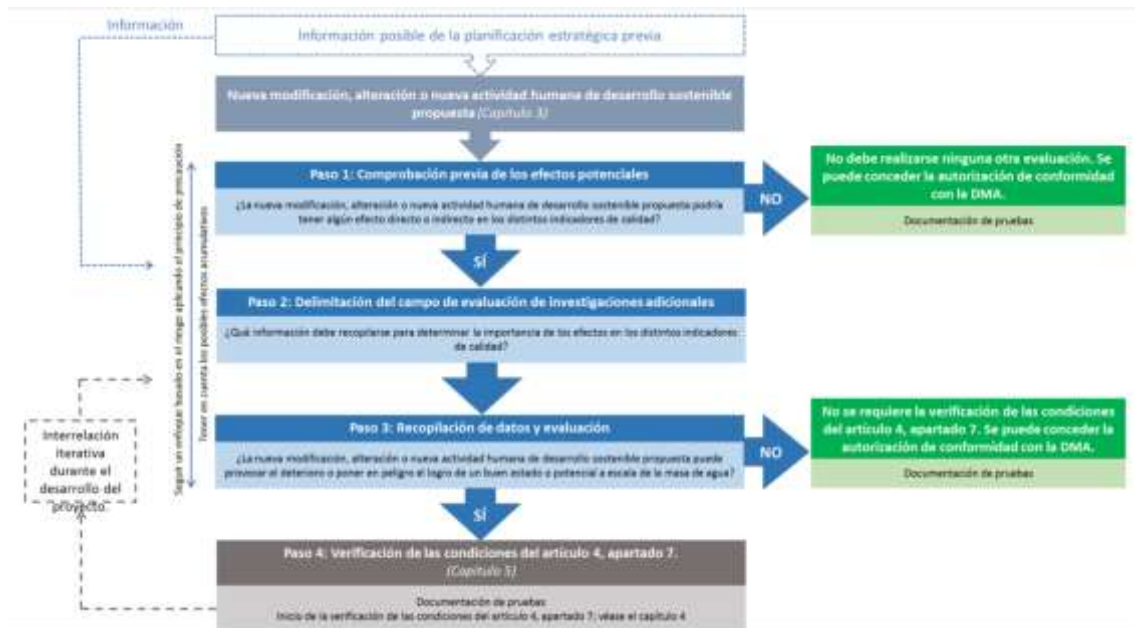 Información
Información posible de la planificación estratégica previa
Nueva modificación, alteración o nueva actividad humana de desarrollo sostenible
propuesta (Capítulo 3)
Paso 1: Comprobación previa de los efectos potenciales
¿La nueva modificación, alteración o nueva actividad humana de desarrollo sostenible propuesta podría
tener algún efecto directo o indirecto en los distintos indicadores de calidad?
NO
No debe realizarse ninguna otra evaluación. Se
puede conceder la autorización de conformidad
con la DMA.
Documentación de pruebas
SÍ
Seguir un enfoque basado en el riesgo aplicando el principio de precaución
Tener en cuenta los posibles efectos acumulativos
Paso 2: Delimitación del campo de evaluación de investigaciones adicionales
¿Qué información debe recopilarse para determinar la importancia de los efectos en los distintos indicadores
de calidad?
Paso 3: Recopilación de datos y evaluación
¿La nueva modificación, alteración o nueva actividad humana de desarrollo sostenible propuesta puede
provocar el deterioro o poner en peligro el logro de un buen estado o potencial a escala de la masa de agua?
NO
No se requiere la verificación de las condiciones
del artículo 4, apartado 7. Se puede conceder la
autorización de conformidad con la DMA.
Documentación de pruebas
Interrelación
iterativa
durante el
desarrollo del
proyecto.
SÍ
Paso 4: Verificación de las condiciones del artículo 4, apartado 7.
(Capítulo 5)
Documentación de pruebas
Inicio de la verificación de las condiciones del artículo 4, apartado 7; véase el capítulo 4